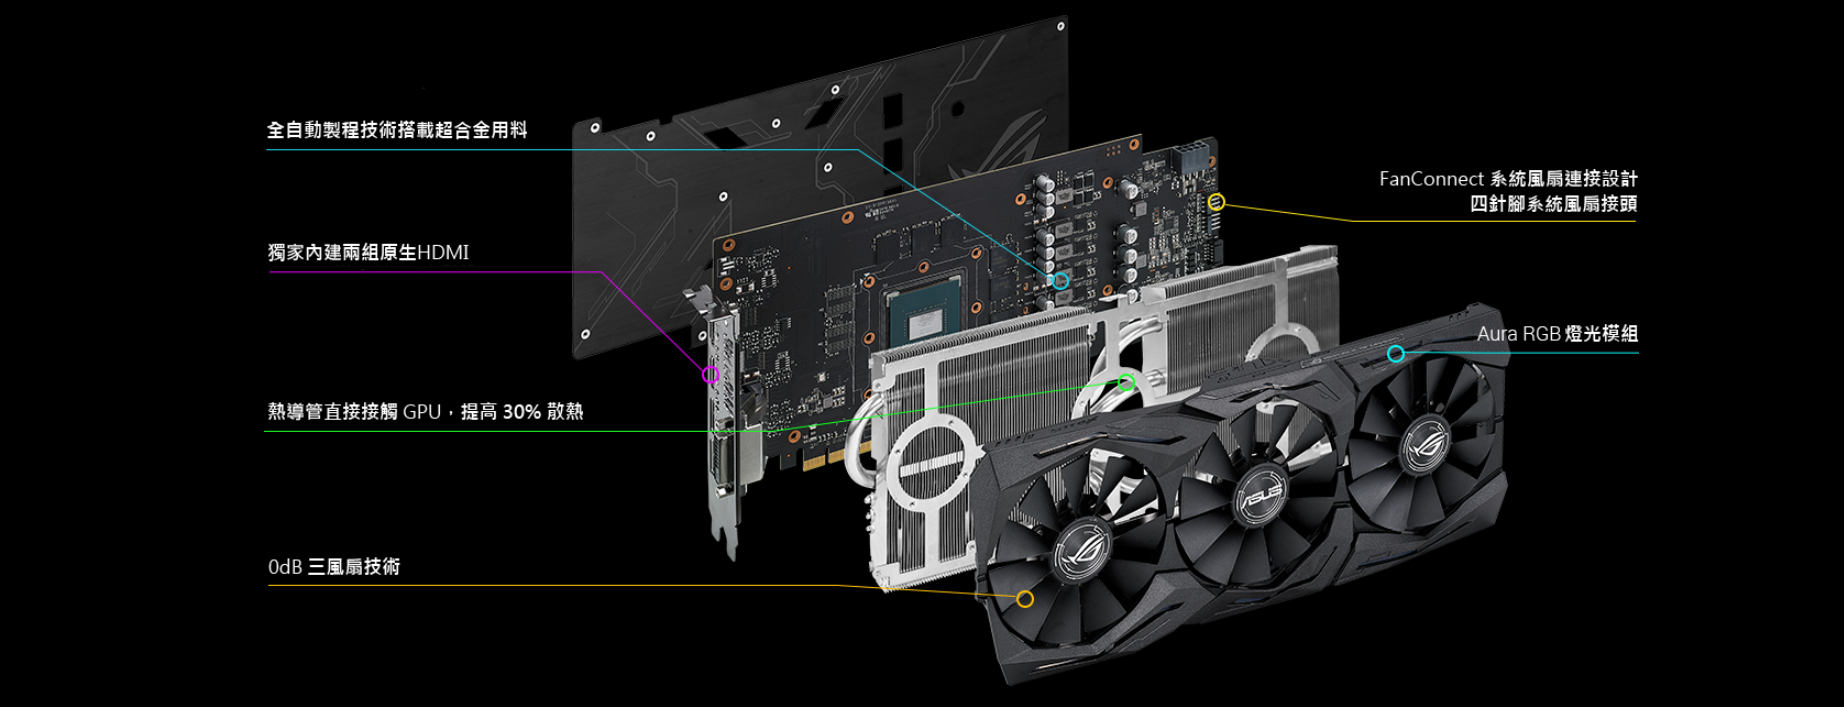 全自動製程技術搭載超合金用料
FanConnect 系統風扇連接設計
四針腳系統風扇接頭
獨家內建兩組原生HDMI
Aura RGB 燈光模組
熱導管直接接觸 GPU，提高 30% 散熱
0dB 三風扇技術
ASUS